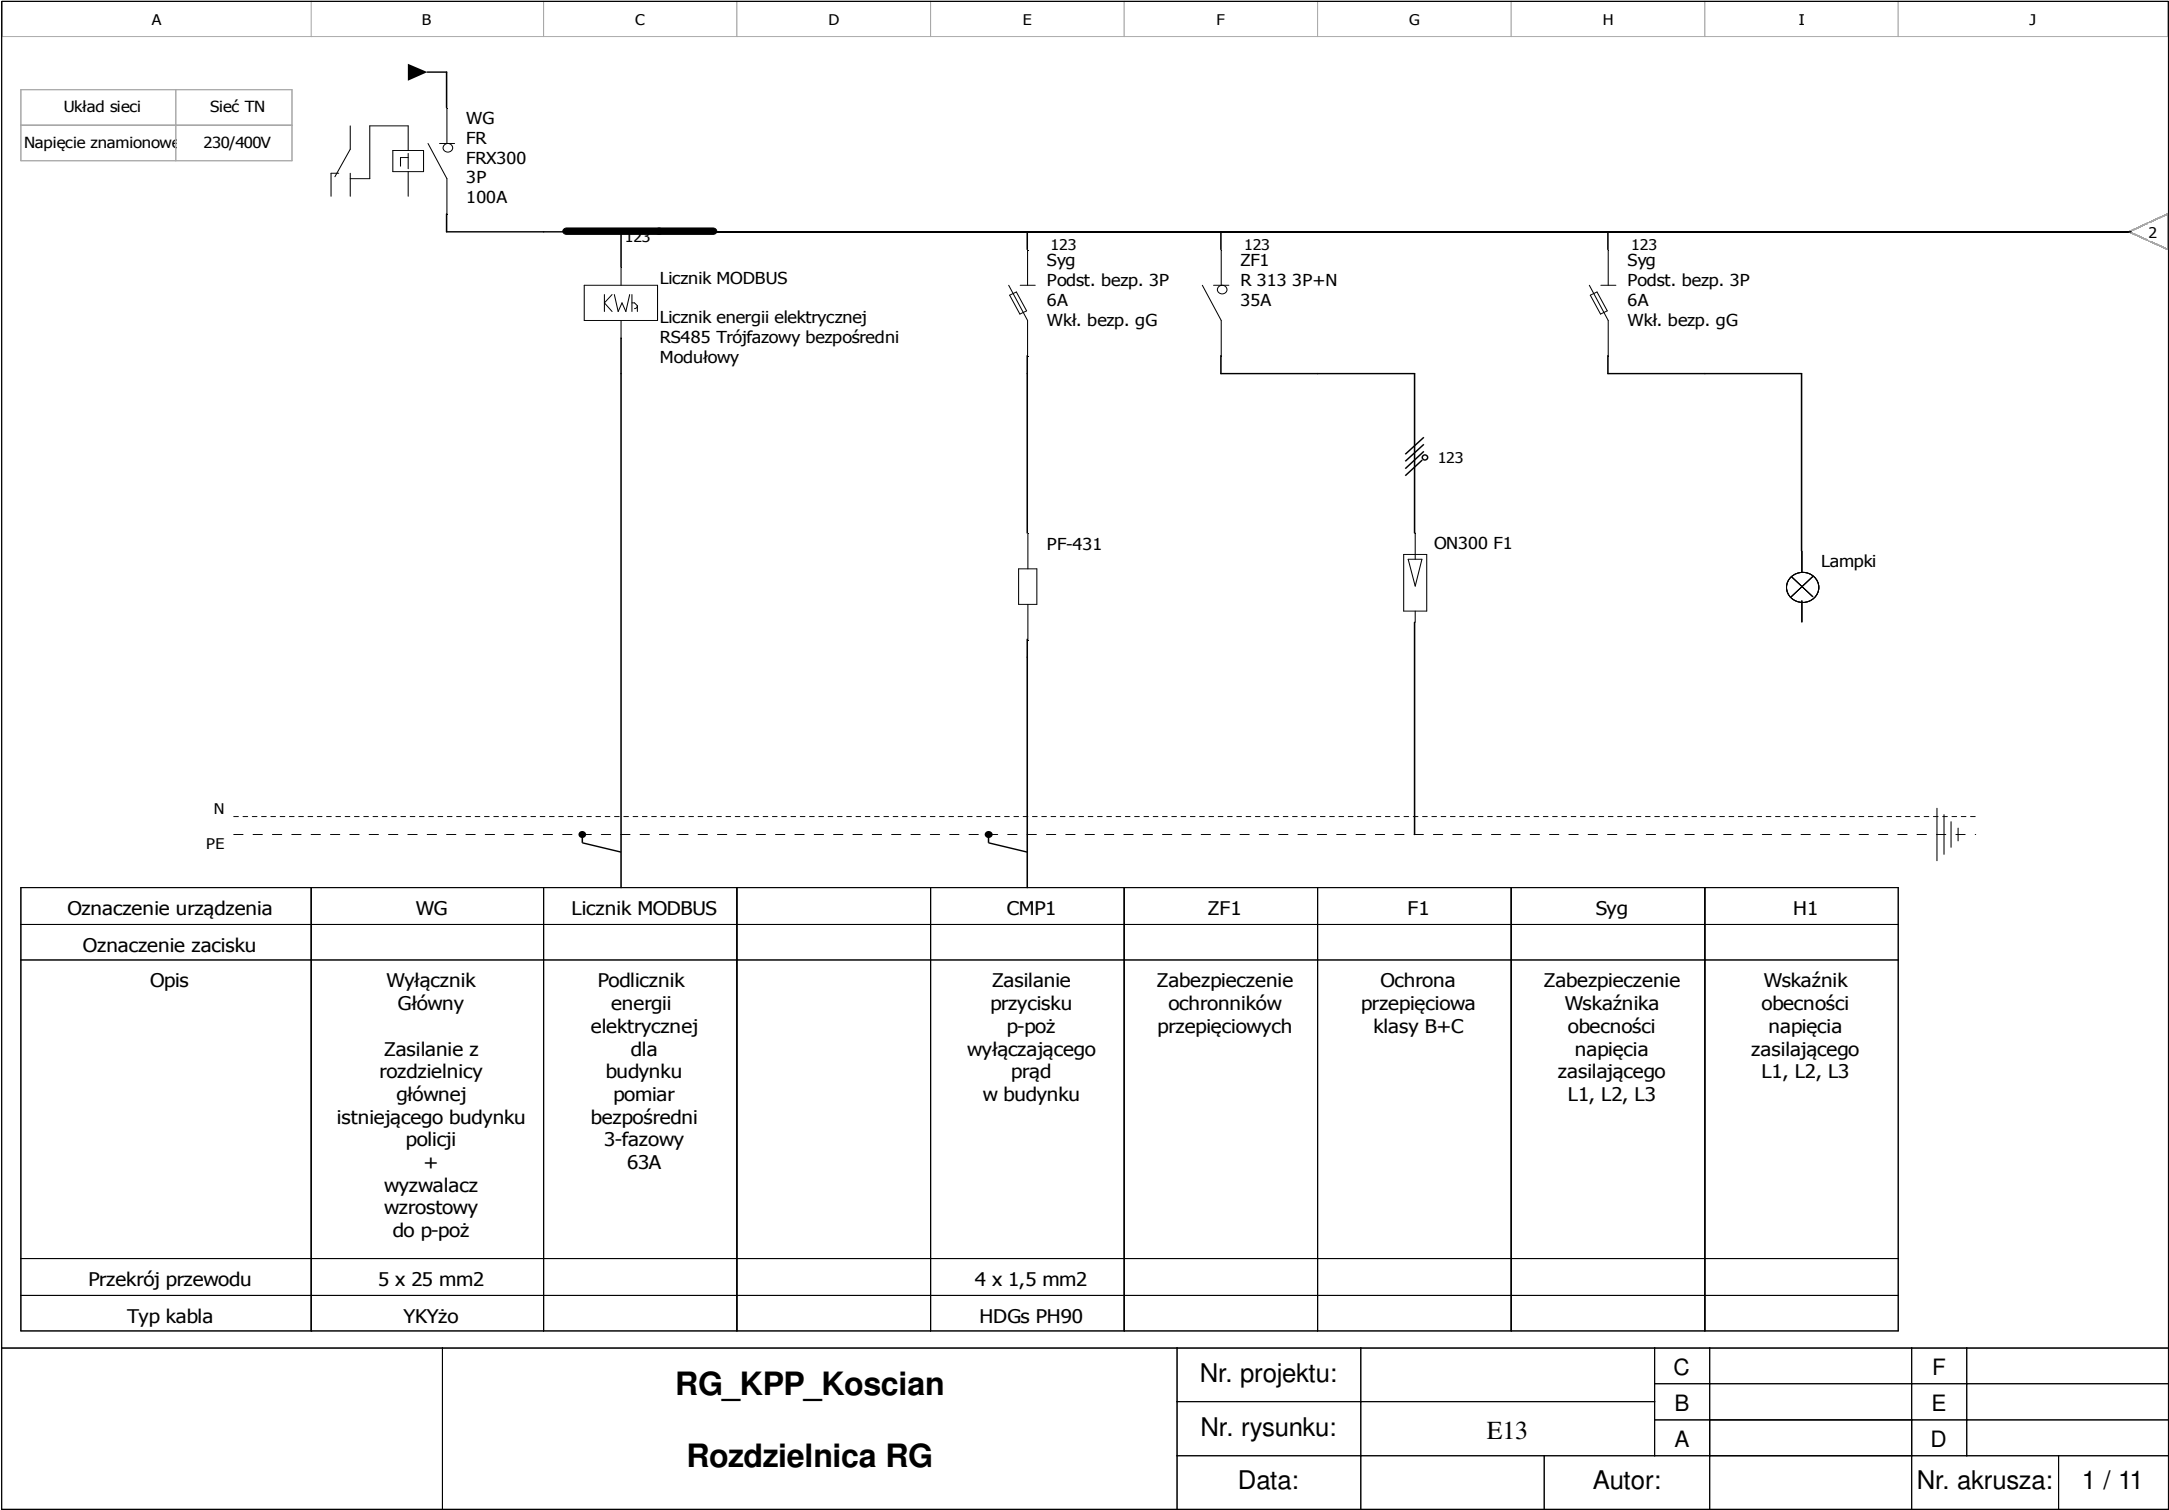 A B C D E F G H I J
Układ sieci Sieć TN
Napięcie znamionowe 230/400V
WG
FR
FRX300
3P
100A
2
123
Licznik MODBUS
KWh
Licznik energii elektrycznej
RS485 Trójfazowy bezpośredni
Modułowy
123
Syg
Podst. bezp. 3P
6A
Wkł. bezp. gG
123
ZF1
R 313 3P+N
35A
123
Syg
Podst. bezp. 3P
6A
Wkł. bezp. gG
123
PF-431
ON300 F1
Lampki
N
PE
Oznaczenie urządzenia WG Licznik MODBUS CMP1 ZF1 F1 Syg H1
Oznaczenie zacisku
Opis
Wyłącznik
Główny
Zasilanie z
rozdzielnicy
głównej
istniejącego budynku
policji
+
wyzwalacz
wzrostowy
do p-poż
Podlicznik
energii
elektrycznej
dla
budynku
pomiar
bezpośredni
3-fazowy
63A
Zasilanie
przycisku
p-poż
wyłączającego
prąd
w budynku
Zabezpieczenie
ochronników
przepięciowych
Ochrona
przepięciowa
klasy B+C
Zabezpieczenie
Wskaźnika
obecności
napięcia
zasilającego
L1, L2, L3
Wskaźnik
obecności
napięcia
zasilającego
L1, L2, L3
Przekrój przewodu 5 x 25 mm2 4 x 1,5 mm2
Typ kabla YKYżo HDGs PH90
RG_KPP_Koscian
Rozdzielnica RG
Nr. projektu:
Nr. rysunku: E13
Data: Autor:
C F
B E
A D
Nr. akrusza: 1 / 11